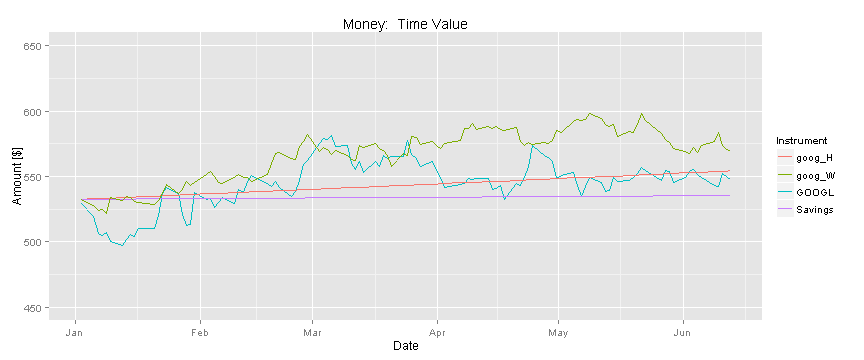 Money:  Time Value
Amount [$]
650
600
550
500
450
Jan
Feb
Mar
Apr
May
Jun
Date
Instrument
goog_H
goog_W
GOOGL
Savings